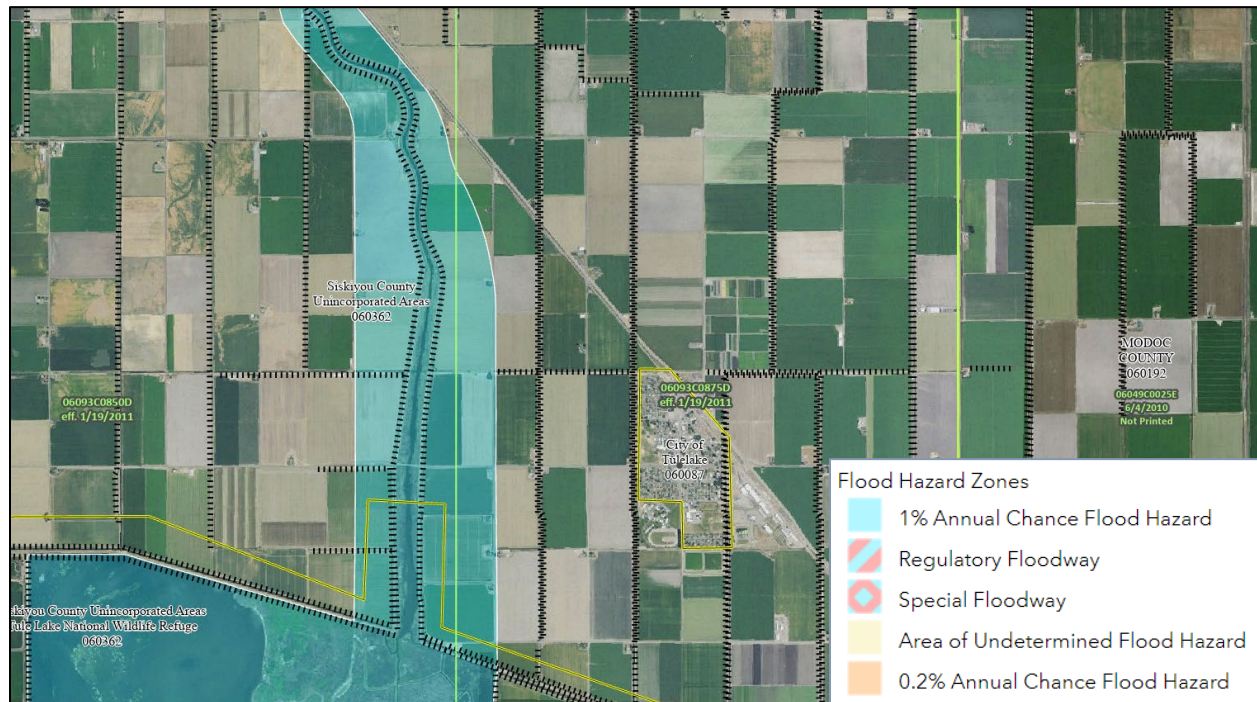 Siskiyou County
Unincorporated Areas
060362
MODOC
COUNTY
060192
06093C0850D
eff. 1/19/2011
06093C0875D
eff. 1/19/2011
06049C0025E
6/4/2010
Not Printed
City of
Tulelake
060087
skiyou County Unincorporated Areas
Tule Lake National Wildlife Refuge
060362
Flood Hazard Zones
1% Annual Chance Flood Hazard
Regulatory Floodway
Special Floodway
Area of Undetermined Flood Hazard
0.2% Annual Chance Flood Hazard